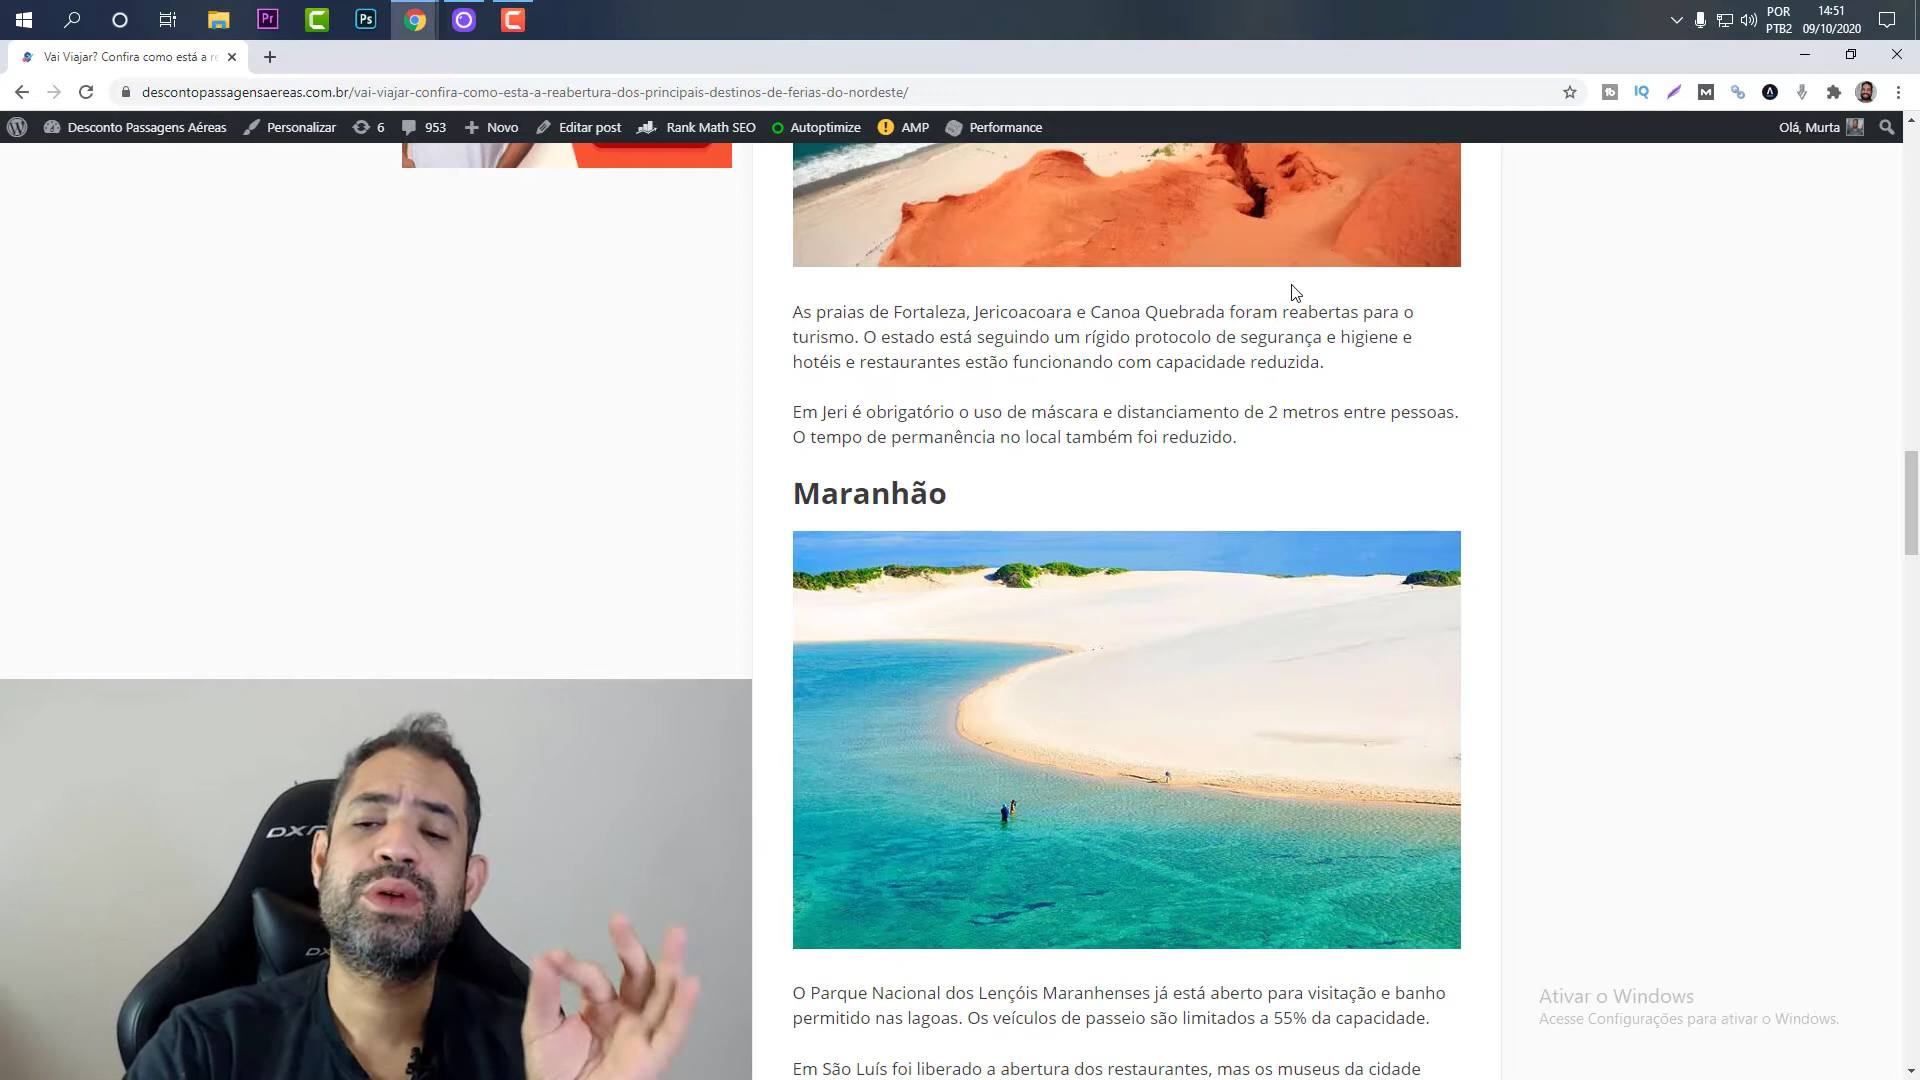 Pr
Ps
POR
PTB2
14:51
09/10/2020
Vai Viajar? Confira como está a re
descontopassagensaereas.com.br/vai-viajar-confira-como-esta-a-reabertura-dos-principais-destinos-de-ferias-do-nordeste/
IQ
Desconto Passagens Aéreas
Personalizar
6
953
Novo
Editar post
Rank Math SEO
Autoptimize
AMP
Performance
Olá, Murta
As praias de Fortaleza, Jericoacoara e Canoa Quebrada foram reabertas para o
turismo. O estado está seguindo um rígido protocolo de segurança e higiene e
hotéis e restaurantes estão funcionando com capacidade reduzida.
Em Jeri é obrigatório o uso de máscara e distanciamento de 2 metros entre pessoas.
O tempo de permanência no local também foi reduzido.
Maranhão
O Parque Nacional dos Lençóis Maranhenses já está aberto para visitação e banho
permitido nas lagoas. Os veículos de passeio são limitados a 55% da capacidade.
Em São Luís foi liberado a abertura dos restaurantes, mas os museus da cidade
Ativar o Windows
Acesse Configurações para ativar o Windows.